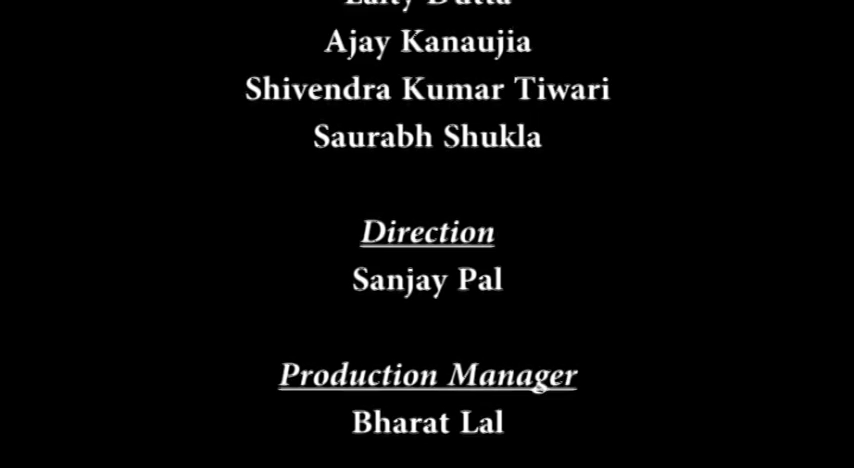 Ajay Kanaujia
Shivendra Kumar Tiwari
Saurabh Shukla
Direction
Sanjay Pal
Production Manager
Bharat Lal